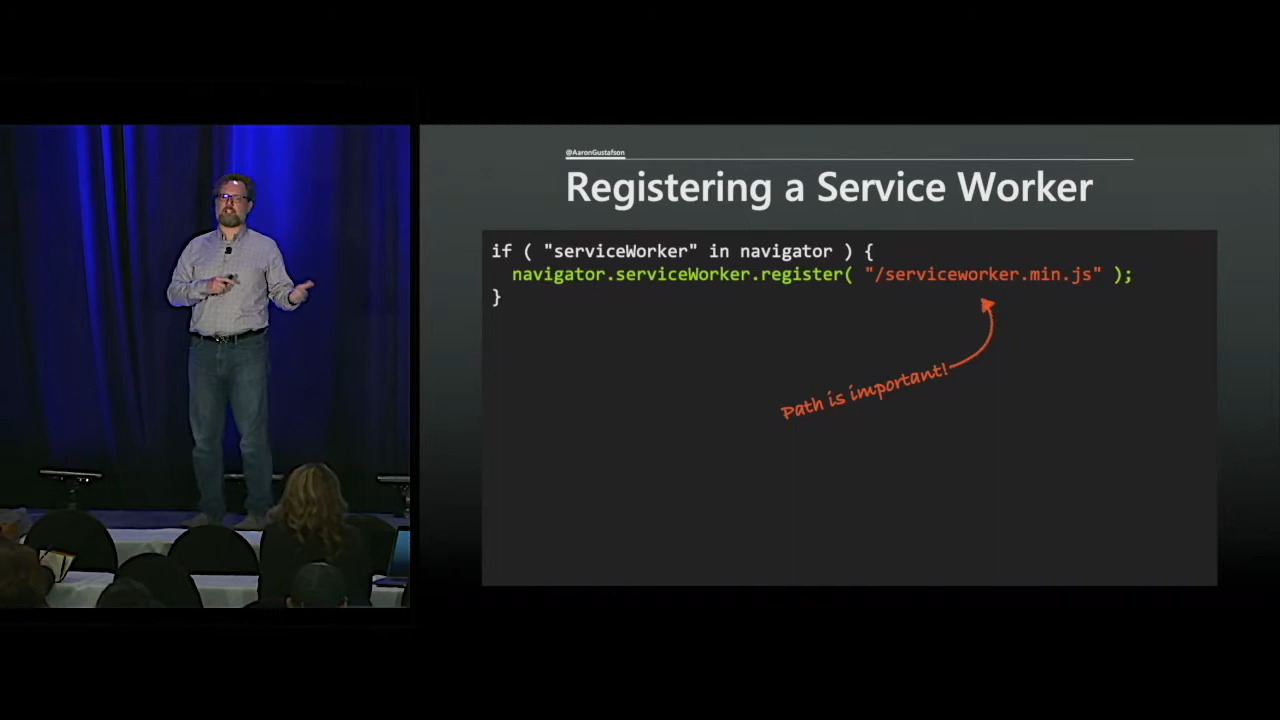 @AaronGustafson
Registering a Service Worker
if ( "serviceWorker" in navigator ) {
  navigator.serviceWorker.register( "/serviceworker.min.js" );
}
Path is important!